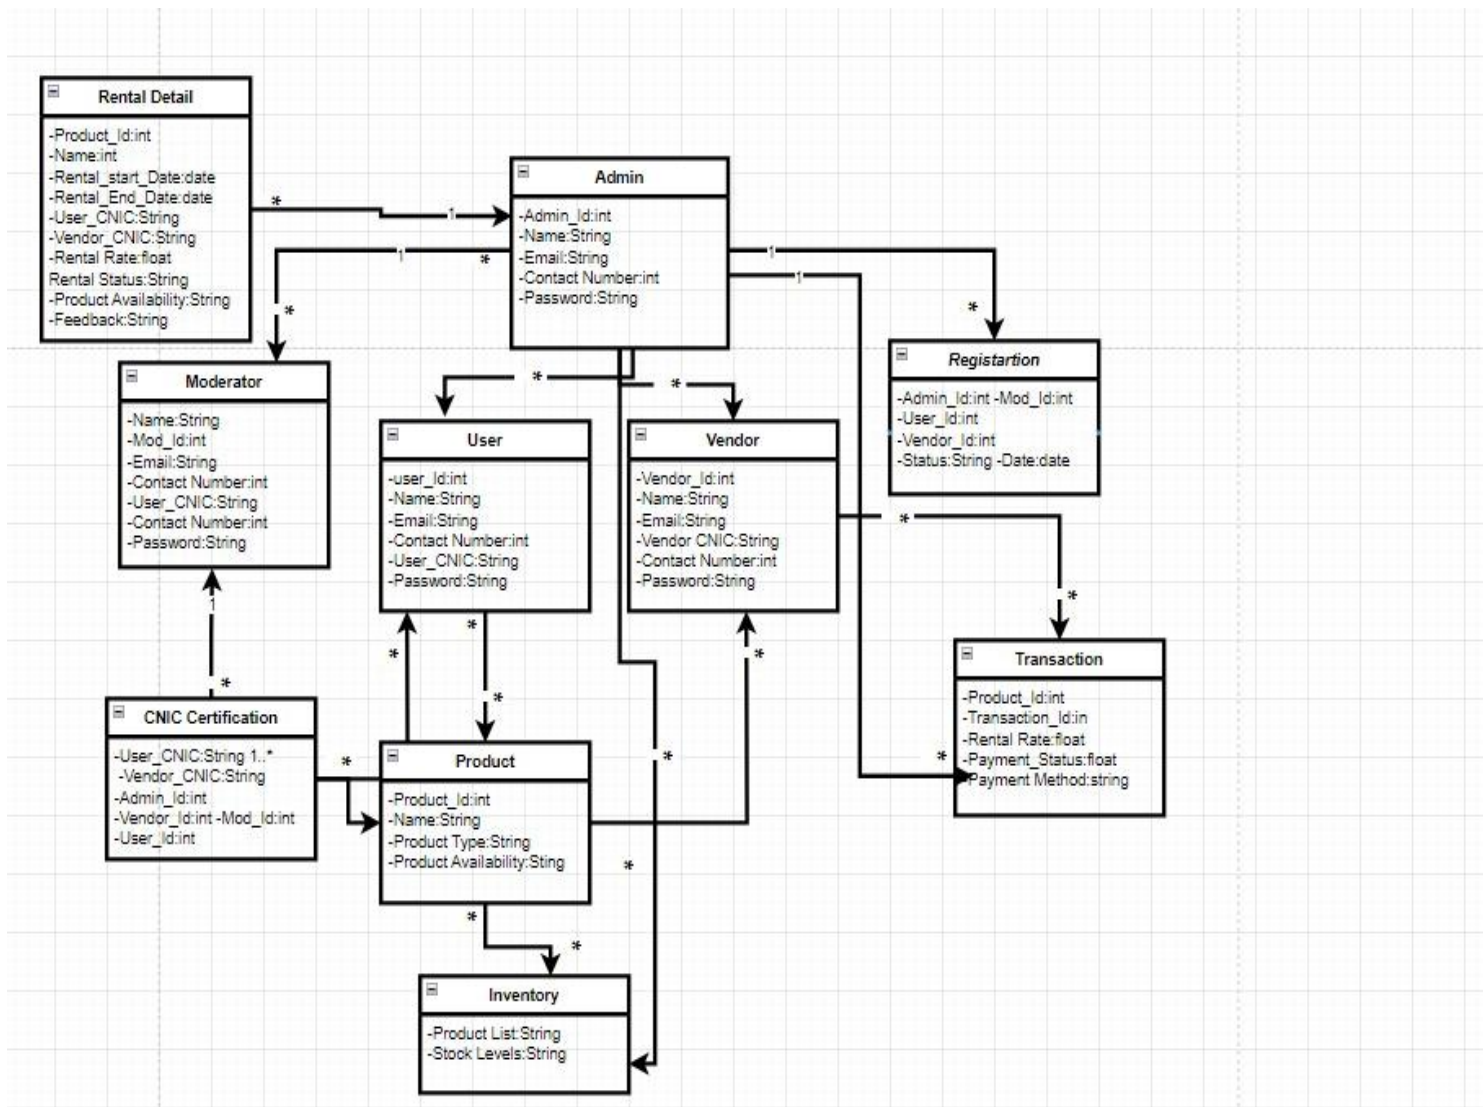 Rental Detail
-Product_Id:int
-Name:int
-Rental_start_Date:date
-Rental_End_Date:date
-User_CNIC:String
-Vendor_CNIC:String
-Rental Rate:float
Rental Status:String
-Product Availability:String
-Feedback:String
*
1
Admin
-Admin_Id:int
-Name:String
-Email:String
-Contact Number:int
-Password:String
1
*
*
1
1
*
*
*
Moderator
-Name:String
-Mod_Id:int
-Email:String
-Contact Number:int
-User_CNIC:String
-Contact Number:int
-Password:String
User
-user_Id:int
-Name:String
-Email:String
-Contact Number:int
-User_CNIC:String
-Password:String
Vendor
-Vendor_Id:int
-Name:String
-Email:String
-Vendor CNIC:String
-Contact Number:int
-Password:String
Registartion
-Admin_Id:int -Mod_Id:int
-User_Id:int
-Vendor_Id:int
-Status:String -Date:date
*
*
1
*
*
*
*
*
Transaction
-Product_Id:int
-Transaction_Id:in
-Rental Rate:float
-Payment_Status:float
Payment Method:string
*
*
CNIC Certification
-User_CNIC:String 1..*
-Vendor_CNIC:String
-Admin_Id:int
-Vendor_Id:int -Mod_Id:int
-User_Id:int
*
Product
-Product_Id:int
-Name:String
-Product Type:String
-Product Availability:Sting
*
*
*
Inventory
-Product List:String
-Stock Levels:String